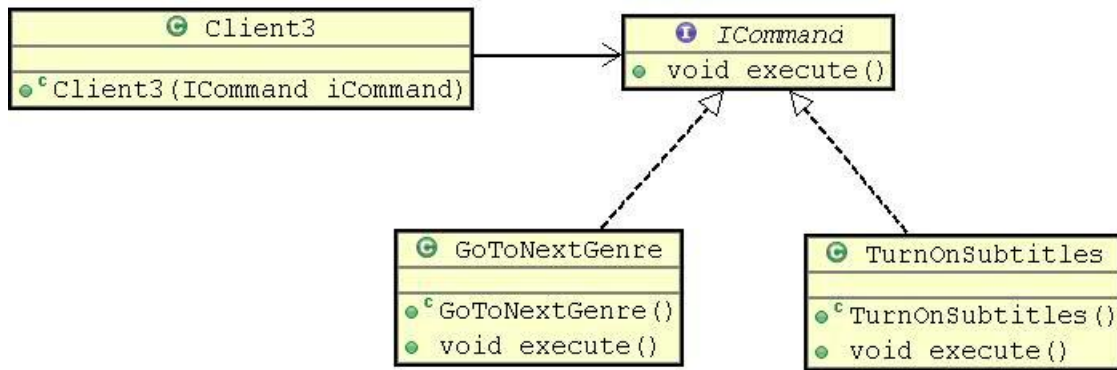 Client3
Client3(ICommand iCommand)
ICommand
void execute()
GoToNextGenre
GoToNextGenre()
void execute()
TurnOnSubtitles
TurnOnSubtitles()
void execute()